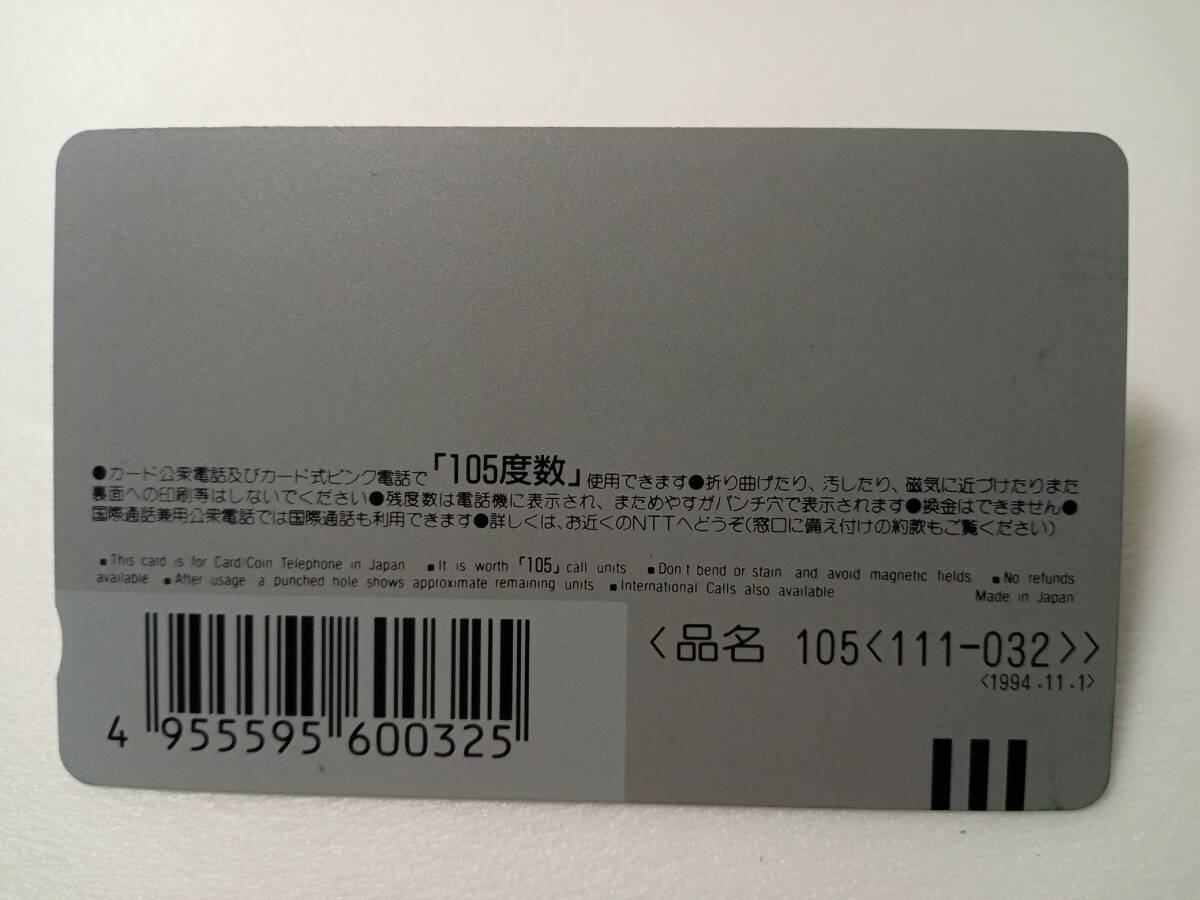 ●カード公衆電話及びカード式ピンク電話で「105度数」使用できます●折り曲げたり、汚したり、磁気に近づけたりまた
裏面への印刷等はしないでください●残度数は電話機に表示され、まためやすがパンチ穴で表示されます●換金はできません●
国際通話兼用公衆電話では国際通話も利用できます●詳しくは、お近くのNTTへどうぞ(窓口に備え付けの約款もご覧ください)
■This card is for Card/Coin Telephone in Japan ■It is worth「105」call units ■Don't bend or stain and avoid magnetic fields ■No refunds
available ■After usage a punched hole shows approximate remaining units ■International Calls also available
Made in Japan
<品名 105<111-032>>
<1994.11.1>
4 955595 600325